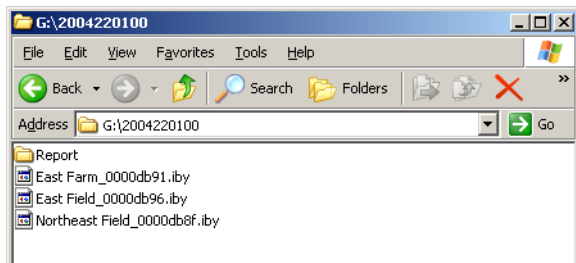 G:\2004220100
File Edit View Favorites Tools Help
Back Search Folders »
Address G:\2004220100 Go
Report
East Farm_0000db91.iby
East Field_0000db96.iby
Northeast Field_0000db8f.iby